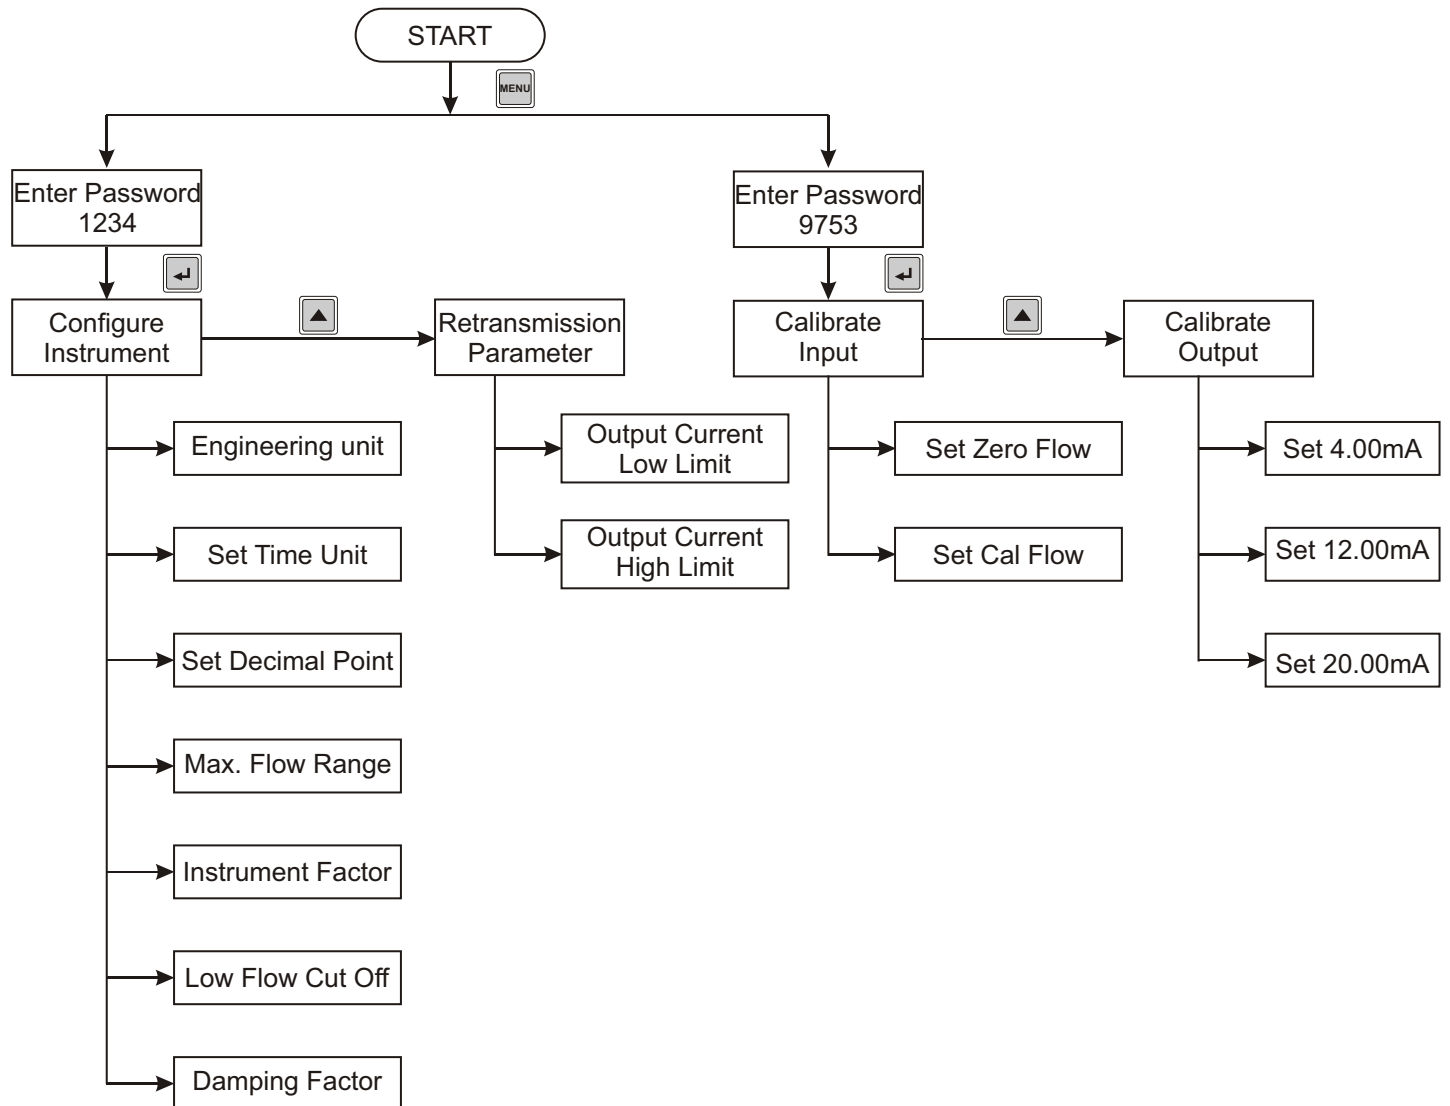 START
MENU
Enter Password
1234
Enter Password
9753
Configure
Instrument
Retransmission
Parameter
Calibrate
Input
Calibrate
Output
Engineering unit
Set Time Unit
Set Decimal Point
Max. Flow Range
Instrument Factor
Low Flow Cut Off
Damping Factor
Output Current
Low Limit
Output Current
High Limit
Set Zero Flow
Set Cal Flow
Set 4.00mA
Set 12.00mA
Set 20.00mA